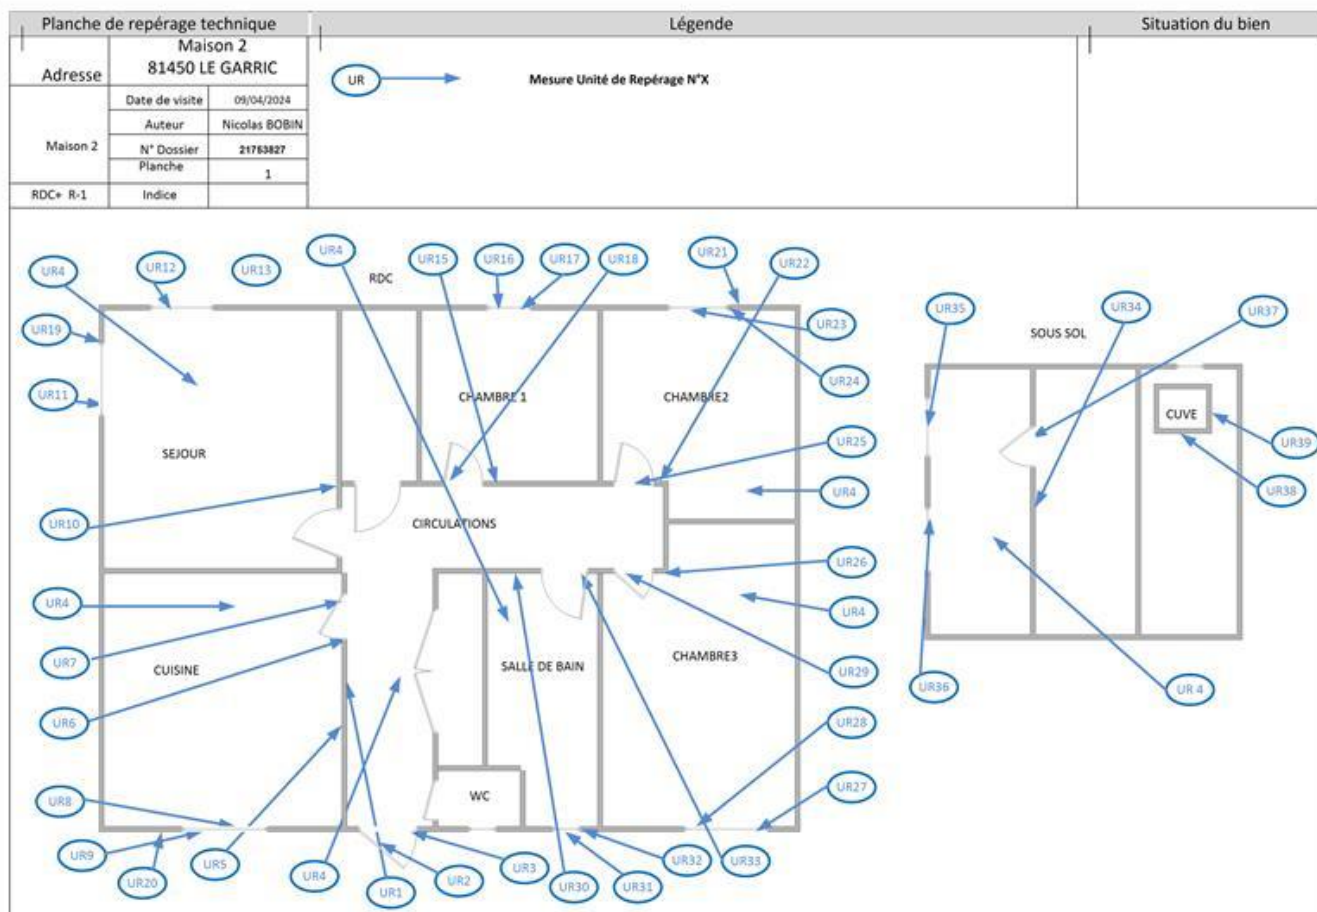 Planche de repérage technique
Légende
Situation du bien
Adresse
Maison 2
81450 LE GARRIC
UR
Mesure Unité de Repérage N°X
Maison 2
Date de visite
09/04/2024
Auteur
Nicolas BOBIN
N° Dossier
21763827
Planche
1
RDC+ R-1
Indice
UR4
UR12
UR13
UR4
RDC
UR15
UR16
UR17
UR18
UR21
UR22
UR19
UR23
UR35
UR34
UR37
SOUS SOL
UR11
CHAMBRE 1
CHAMBRE2
UR24
CUVE
SEJOUR
UR25
UR39
UR10
CIRCULATIONS
UR4
UR38
UR26
UR4
UR4
UR7
CUISINE
SALLE DE BAIN
CHAMBRE3
UR29
UR36
UR 4
UR6
UR28
UR8
WC
UR27
UR9
UR20
UR5
UR4
UR1
UR2
UR3
UR30
UR31
UR32
UR33